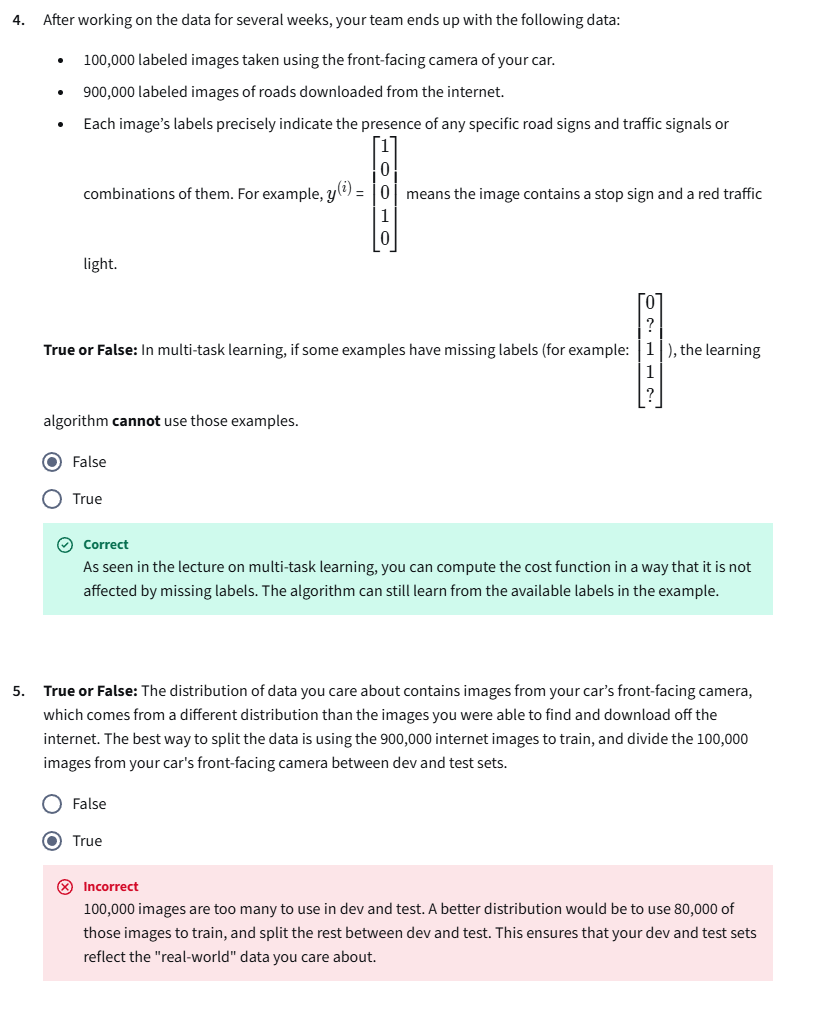 4. After working on the data for several weeks, your team ends up with the following data:
• 100,000 labeled images taken using the front-facing camera of your car.
• 900,000 labeled images of roads downloaded from the internet.
• Each image’s labels precisely indicate the presence of any specific road signs and traffic signals or
combinations of them. For example, y^(i) = [1 0 0 1 0] means the image contains a stop sign and a red traffic
light.
True or False: In multi-task learning, if some examples have missing labels (for example: [0 ? 1 1 ?] ), the learning
algorithm cannot use those examples.
False
True
Correct
As seen in the lecture on multi-task learning, you can compute the cost function in a way that it is not
affected by missing labels. The algorithm can still learn from the available labels in the example.
5. True or False: The distribution of data you care about contains images from your car’s front-facing camera,
which comes from a different distribution than the images you were able to find and download off the
internet. The best way to split the data is using the 900,000 internet images to train, and divide the 100,000
images from your car's front-facing camera between dev and test sets.
False
True
Incorrect
100,000 images are too many to use in dev and test. A better distribution would be to use 80,000 of
those images to train, and split the rest between dev and test. This ensures that your dev and test sets
reflect the "real-world" data you care about.